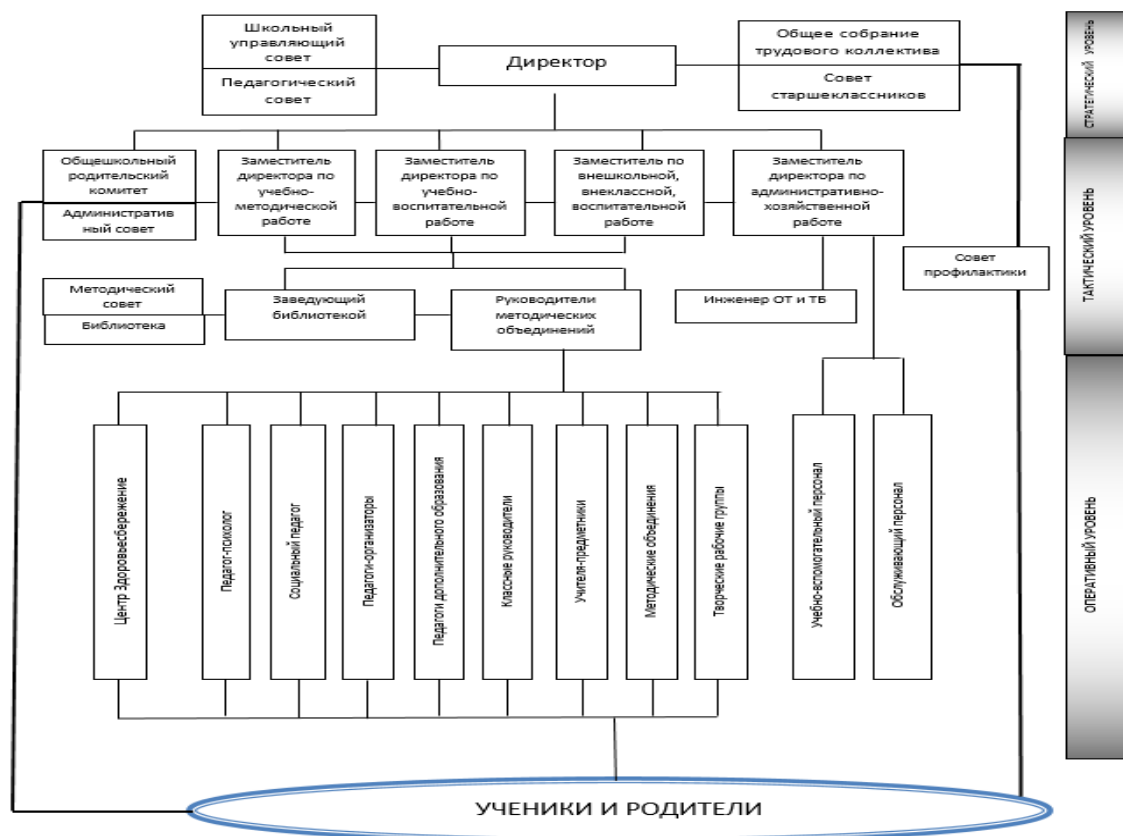 Школьный
управляющий
совет
Педагогический
совет
Директор
Общее собрание
трудового коллектива
Совет
старшеклассников
СТРАТЕГИЧЕСКИЙ УРОВЕНЬ
Общешкольный
родительский
комитет
Административ
ный совет
Заместитель
директора по
учебно-
методической
работе
Заместитель
директора по
учебно-
воспитательной
работе
Заместитель по
внешкольной,
внеклассной,
воспитательной
работе
Заместитель
директора по
административно-
хозяйственной
работе
Совет
профилактики
ТАКТИЧЕСКИЙ УРОВЕНЬ
Методический
совет
Библиотека
Заведующий
библиотекой
Руководители
методических
объединений
Инженер ОТ и ТБ
Центр Здоровьесбережение
Педагог-психолог
Социальный педагог
Педагоги-организаторы
Педагоги дополнительного образования
Классные руководители
Учителя-предметники
Методические объединения
Творческие рабочие группы
Учебно-вспомогательный персонал
Обслуживающий персонал
ОПЕРАТИВНЫЙ УРОВЕНЬ
УЧЕНИКИ И РОДИТЕЛИ